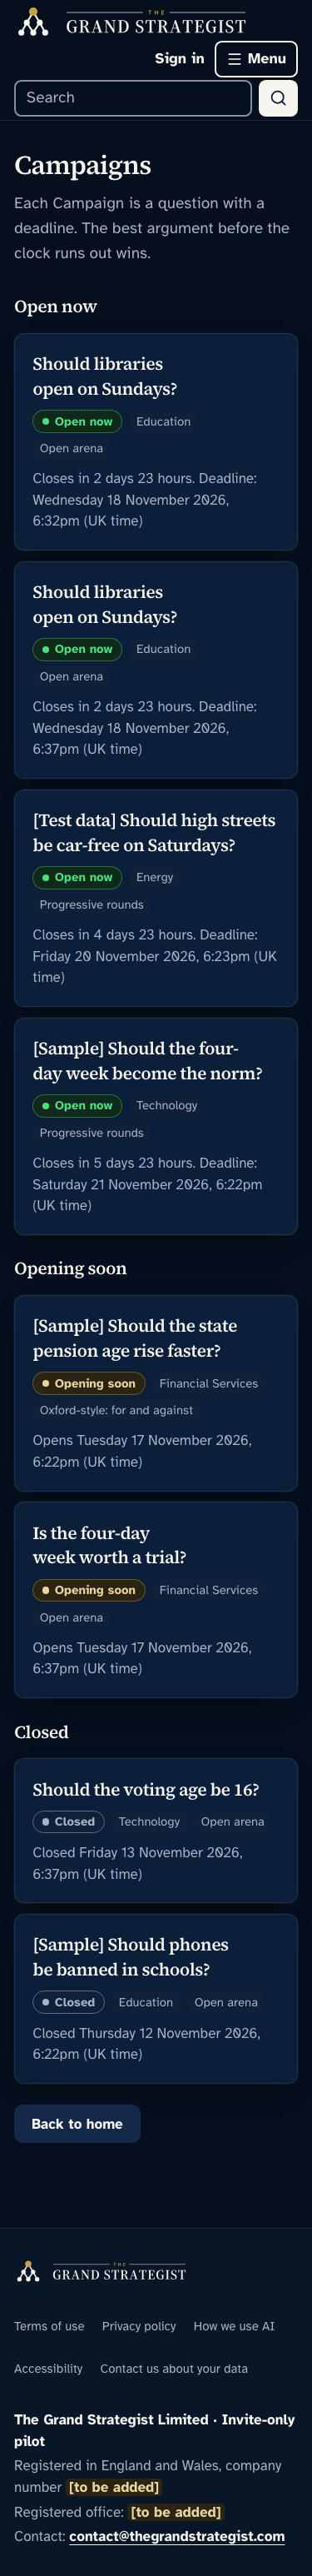 THE
GRAND STRATEGIST
Sign in
Menu
Search
Campaigns
Each Campaign is a question with a
deadline. The best argument before the
clock runs out wins.
Open now
Should libraries
open on Sundays?
Open now Education
Open arena
Closes in 2 days 23 hours. Deadline:
Wednesday 18 November 2026,
6:32pm (UK time)
Should libraries
open on Sundays?
Open now Education
Open arena
Closes in 2 days 23 hours. Deadline:
Wednesday 18 November 2026,
6:37pm (UK time)
[Test data] Should high streets
be car-free on Saturdays?
Open now Energy
Progressive rounds
Closes in 4 days 23 hours. Deadline:
Friday 20 November 2026, 6:23pm (UK
time)
[Sample] Should the four-
day week become the norm?
Open now Technology
Progressive rounds
Closes in 5 days 23 hours. Deadline:
Saturday 21 November 2026, 6:22pm
(UK time)
Opening soon
[Sample] Should the state
pension age rise faster?
Opening soon Financial Services
Oxford-style: for and against
Opens Tuesday 17 November 2026,
6:22pm (UK time)
Is the four-day
week worth a trial?
Opening soon Financial Services
Open arena
Opens Tuesday 17 November 2026,
6:37pm (UK time)
Closed
Should the voting age be 16?
Closed Technology Open arena
Closed Friday 13 November 2026,
6:37pm (UK time)
[Sample] Should phones
be banned in schools?
Closed Education Open arena
Closed Thursday 12 November 2026,
6:22pm (UK time)
Back to home
THE
GRAND STRATEGIST
Terms of use Privacy policy How we use AI
Accessibility Contact us about your data
The Grand Strategist Limited · Invite-only
pilot
Registered in England and Wales, company
number [to be added]
Registered office: [to be added]
Contact: contact@thegrandstrategist.com